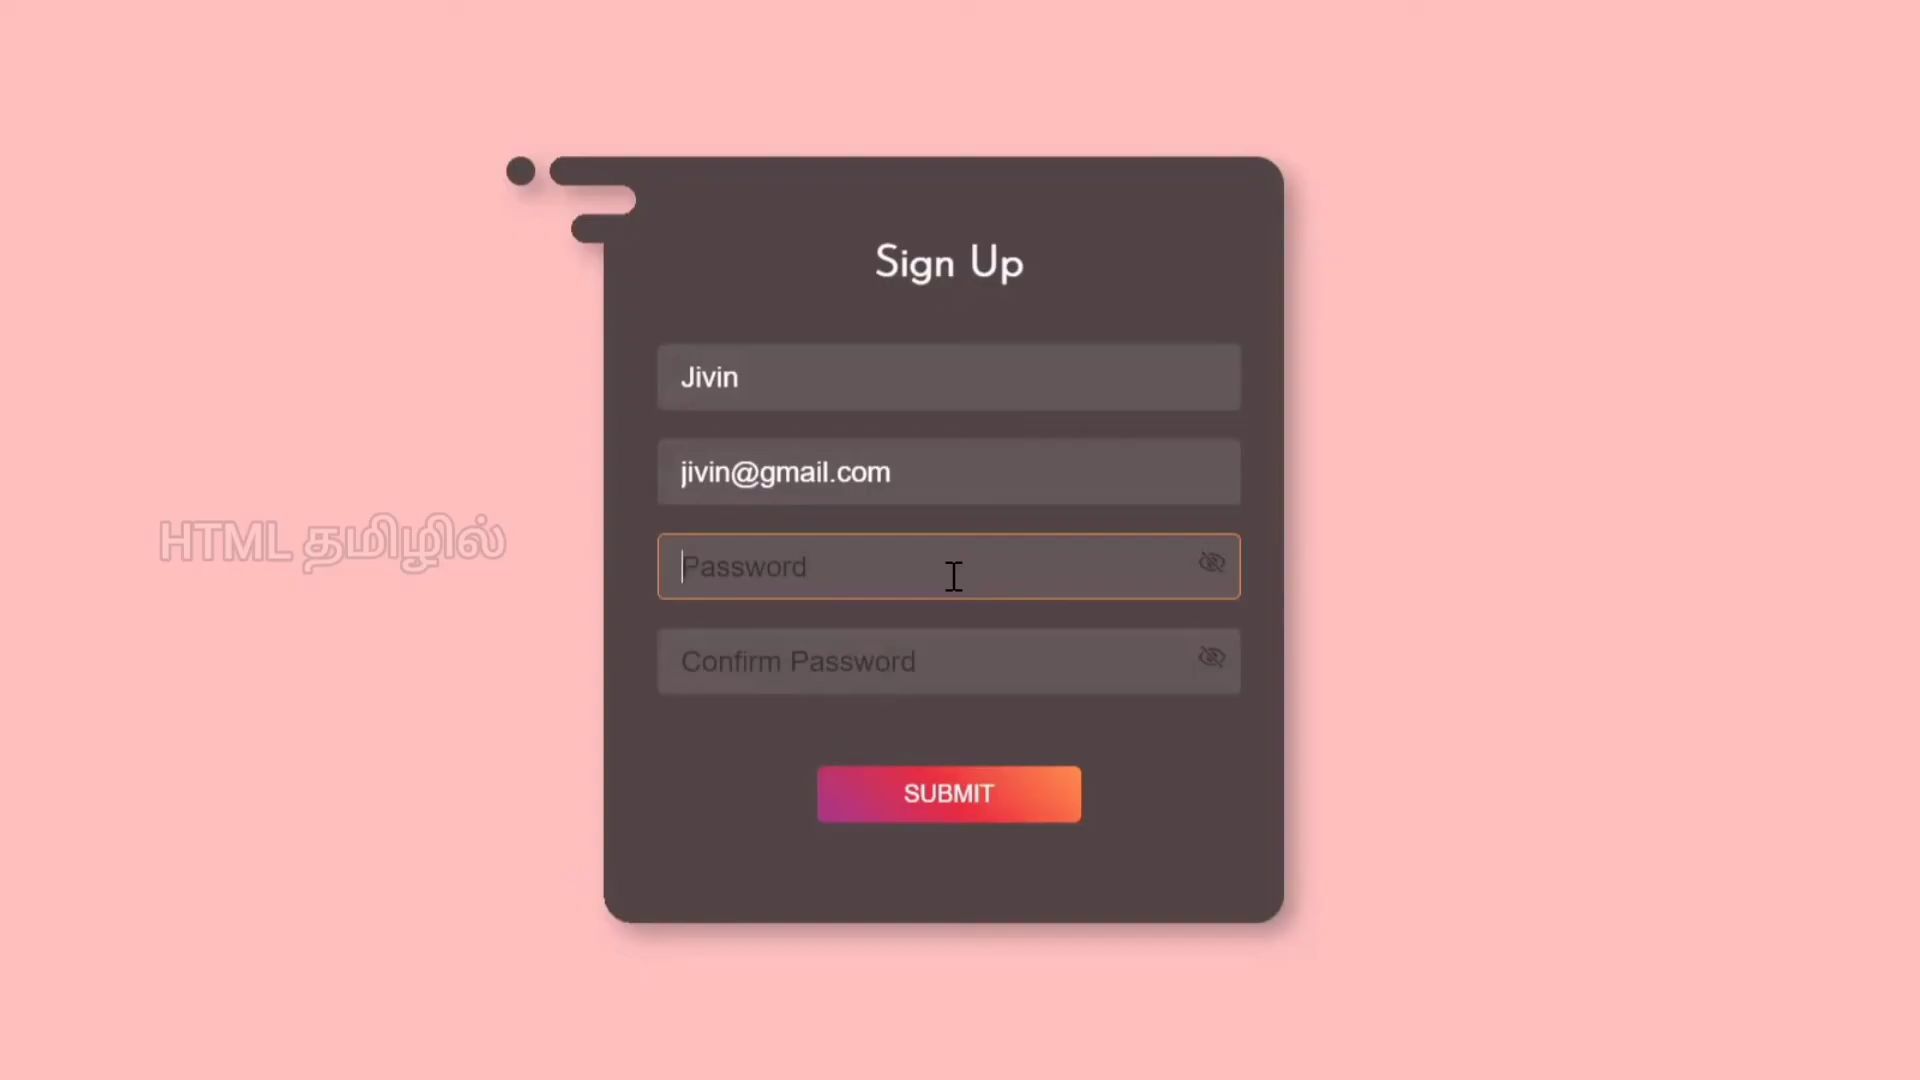 Sign Up
Jivin
jivin@gmail.com
HTML தமிழில்
Password
Confirm Password
SUBMIT